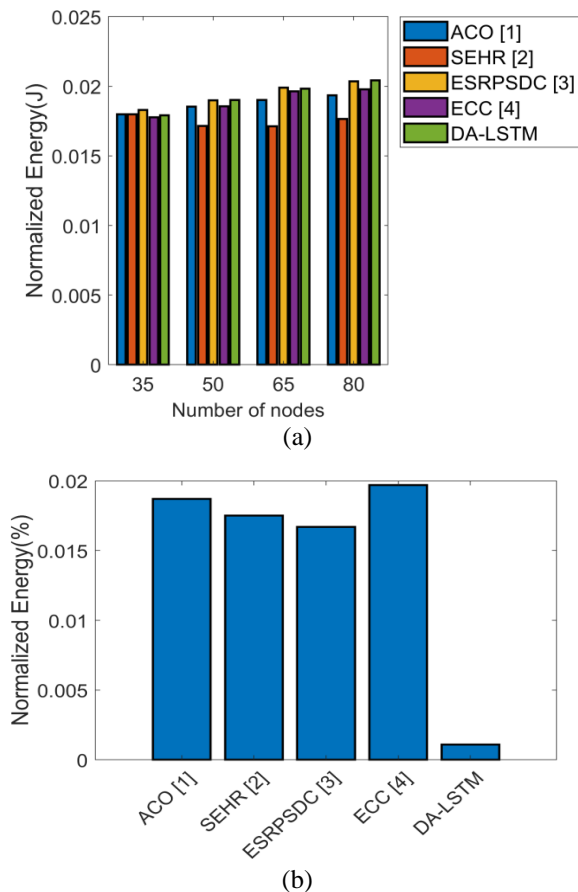 0.025
0.02
0.015
0.01
0.005
0
Normalized Energy(J)
35 50 65 80
Number of nodes
ACO [1]
SEHR [2]
ESRPSDC [3]
ECC [4]
DA-LSTM
(a)
0.02
0.015
0.01
0.005
0
Normalized Energy(%)
ACO [1]
SEHR [2]
ESRPSDC [3]
ECC [4]
DA-LSTM
(b)